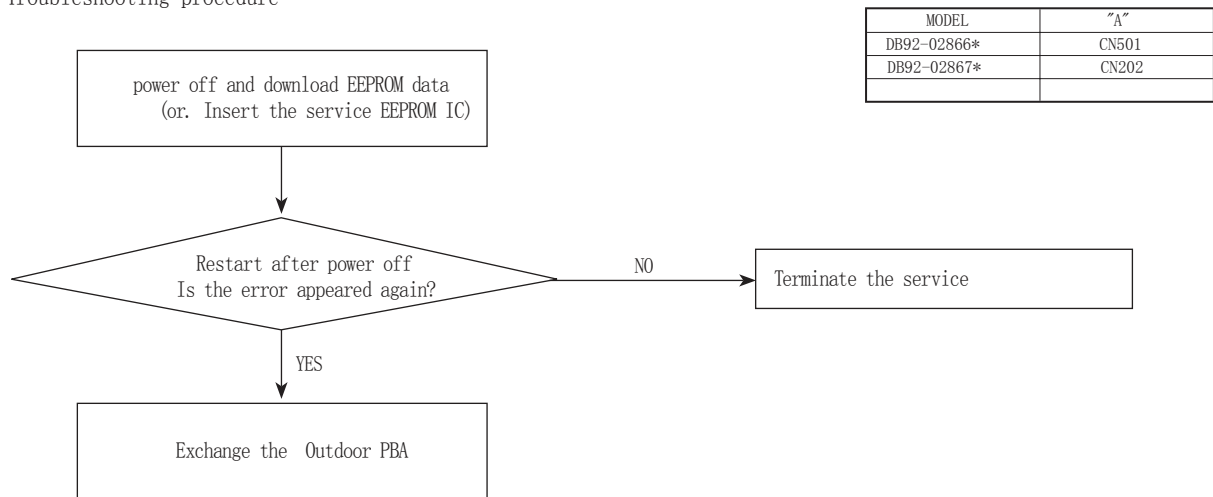 Troubleshooting procedure
MODEL "A"
DB92-02866* CN501
DB92-02867* CN202
power off and download EEPROM data
(or. Insert the service EEPROM IC)
Restart after power off
Is the error appeared again?
NO
Terminate the service
YES
Exchange the Outdoor PBA